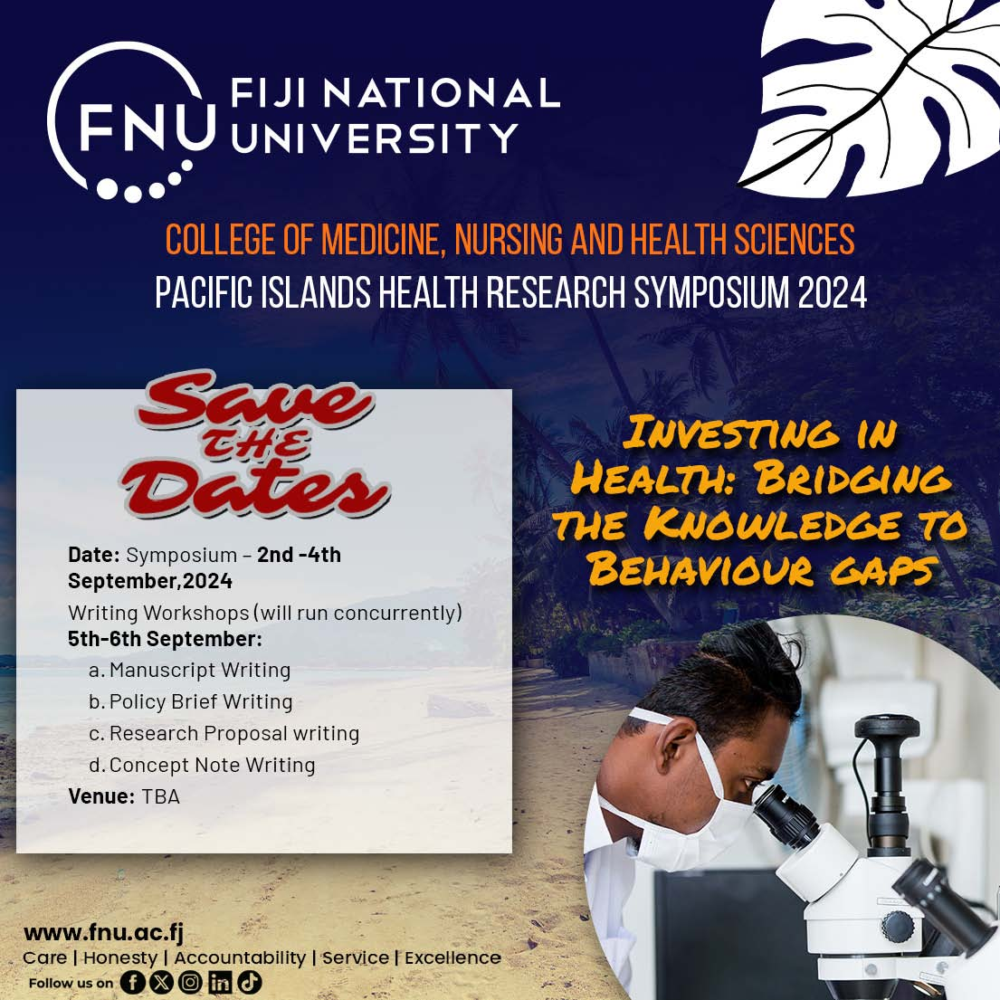 FNU FIJI NATIONAL
UNIVERSITY
COLLEGE OF MEDICINE, NURSING AND HEALTH SCIENCES
PACIFIC ISLANDS HEALTH RESEARCH SYMPOSIUM 2024
Save
THE
Dates
Date: Symposium – 2nd -4th
September,2024
Writing Workshops (will run concurrently)
5th-6th September:
a. Manuscript Writing
b. Policy Brief Writing
c. Research Proposal writing
d. Concept Note Writing
Venue: TBA
INVESTING IN
HEALTH: BRIDGING
THE KNOWLEDGE TO
BEHAVIOUR GAPS
www.fnu.ac.fj
Care | Honesty | Accountability | Service | Excellence
Follow us on